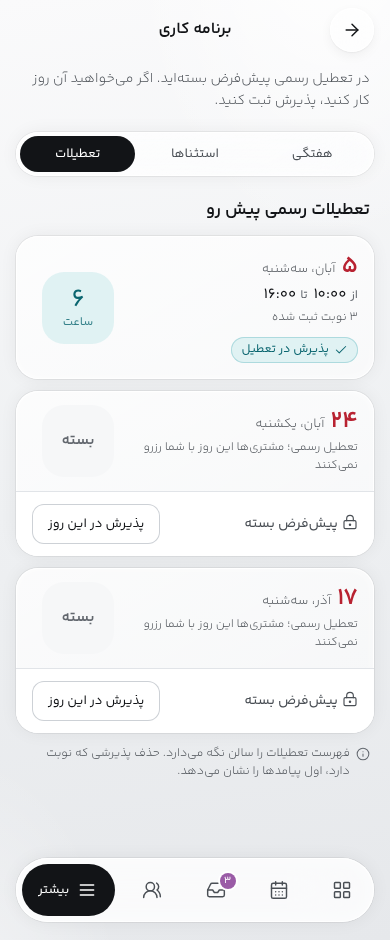 برنامه کاری
در تعطیل رسمی پیش‌فرض بسته‌اید. اگر می‌خواهید آن روز
کار کنید، پذیرش ثبت کنید.
هفتگی
استثناها
تعطیلات
تعطیلات رسمی پیش رو
۵ آبان، سه‌شنبه
از ۱۰:۰۰ تا ۱۶:۰۰
۳ نوبت ثبت شده
پذیرش در تعطیل
۶
ساعت
۲۴ آبان، یکشنبه
تعطیل رسمی؛ مشتری‌ها این روز با شما رزرو
نمی‌کنند
بسته
پیش‌فرض بسته
پذیرش در این روز
۱۷ آذر، سه‌شنبه
تعطیل رسمی؛ مشتری‌ها این روز با شما رزرو
نمی‌کنند
بسته
پیش‌فرض بسته
پذیرش در این روز
فهرست تعطیلات را سالن نگه می‌دارد. حذف پذیرشی که نوبت
دارد، اول پیامدها را نشان می‌دهد.
۳
بیشتر